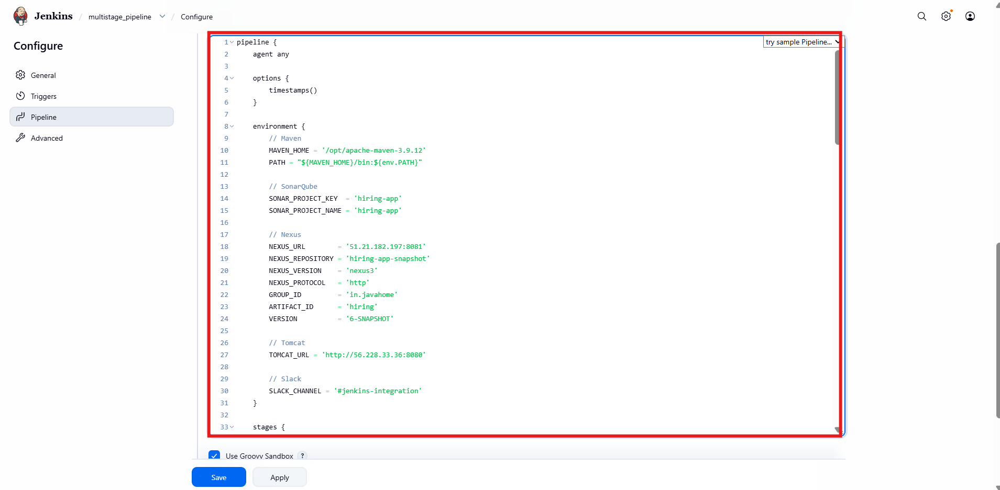 Jenkins / multistage_pipeline / Configure
Configure
General
Triggers
Pipeline
Advanced
try sample Pipeline...
1 pipeline {
2     agent any
3
4     options {
5         timestamps()
6     }
7
8     environment {
9         // Maven
10         MAVEN_HOME = '/opt/apache-maven-3.9.12'
11         PATH = "${MAVEN_HOME}/bin:${env.PATH}"
12
13         // SonarQube
14         SONAR_PROJECT_KEY  = 'hiring-app'
15         SONAR_PROJECT_NAME = 'hiring-app'
16
17         // Nexus
18         NEXUS_URL        = '51.21.182.197:8081'
19         NEXUS_REPOSITORY = 'hiring-app-snapshot'
20         NEXUS_VERSION    = 'nexus3'
21         NEXUS_PROTOCOL   = 'http'
22         GROUP_ID         = 'in.javahome'
23         ARTIFACT_ID      = 'hiring'
24         VERSION          = '6-SNAPSHOT'
25
26         // Tomcat
27         TOMCAT_URL = 'http://56.228.33.36:8080'
28
29         // Slack
30         SLACK_CHANNEL = '#jenkins-integration'
31     }
32
33     stages {
Use Groovy Sandbox ?
Save
Apply